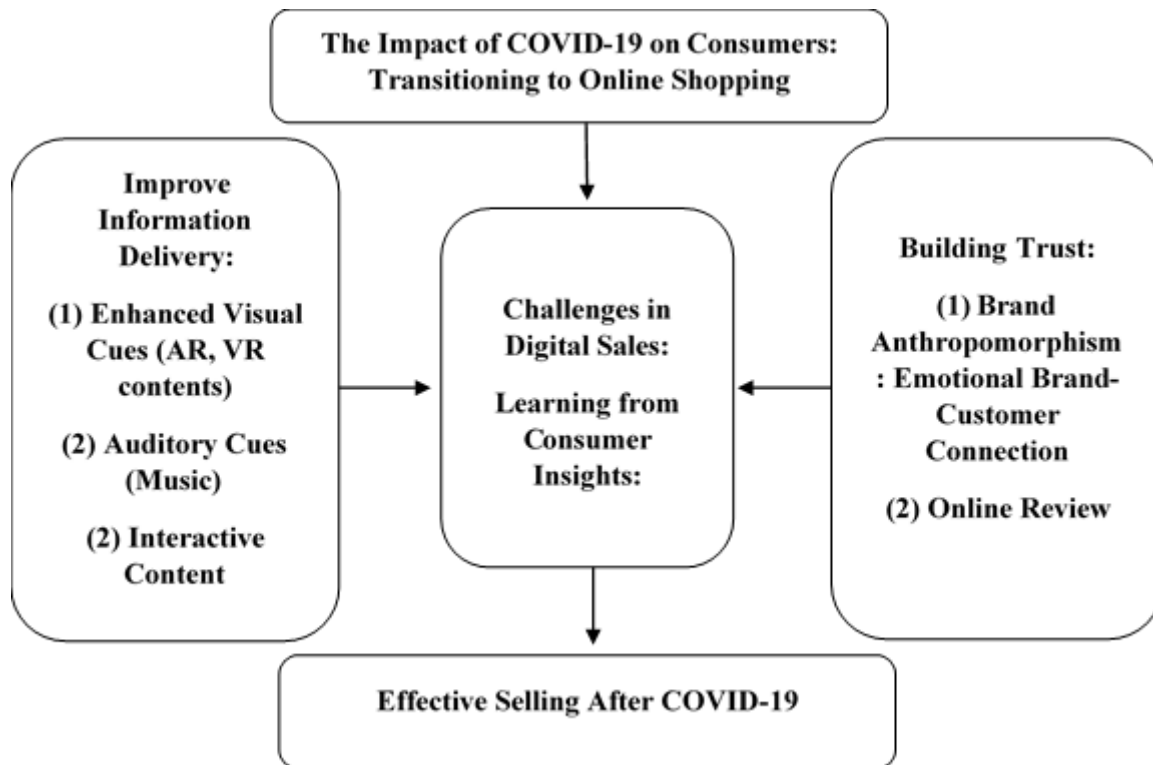 The Impact of COVID-19 on Consumers:
Transitioning to Online Shopping
Improve
Information
Delivery:
(1) Enhanced Visual
Cues (AR, VR
contents)
(2) Auditory Cues
(Music)
(2) Interactive
Content
Challenges in
Digital Sales:
Learning from
Consumer
Insights:
Building Trust:
(1) Brand
Anthropomorphism
: Emotional Brand-
Customer
Connection
(2) Online Review
Effective Selling After COVID-19